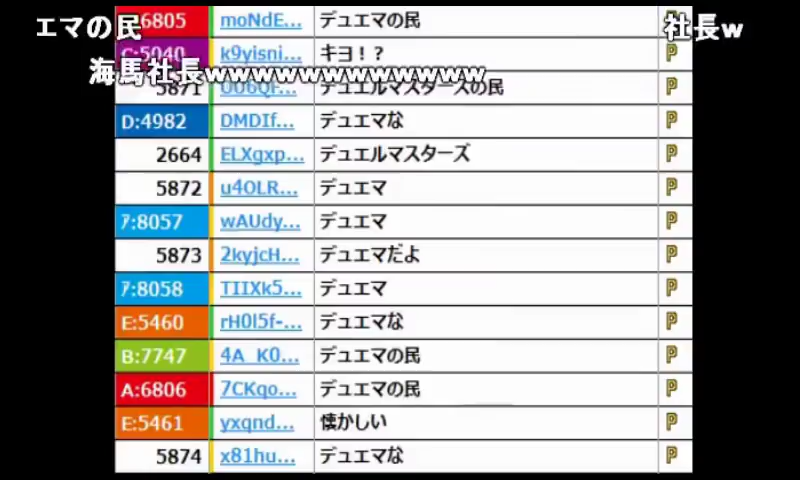 エマの民
社長w
海馬社長wwwwwwwwwwww
6805 moNdE... デュエマの民
C:5040 k9yisni... キヨ！？ P
5871 デュエルマスターズの民 P
D:4982 DMDIf... デュエマな P
2664 ELXgxp... デュエルマスターズ P
5872 u4OLR... デュエマ P
ｱ:8057 wAUdy... デュエマ P
5873 2kyjcH... デュエマだよ P
ｱ:8058 TIIXk5... デュエマ P
E:5460 rH0l5f-... デュエマな P
B:7747 4A_K0... デュエマの民 P
A:6806 7CKqo... デュエマの民 P
E:5461 yxqnd... 懐かしい P
5874 x81hu... デュエマな P